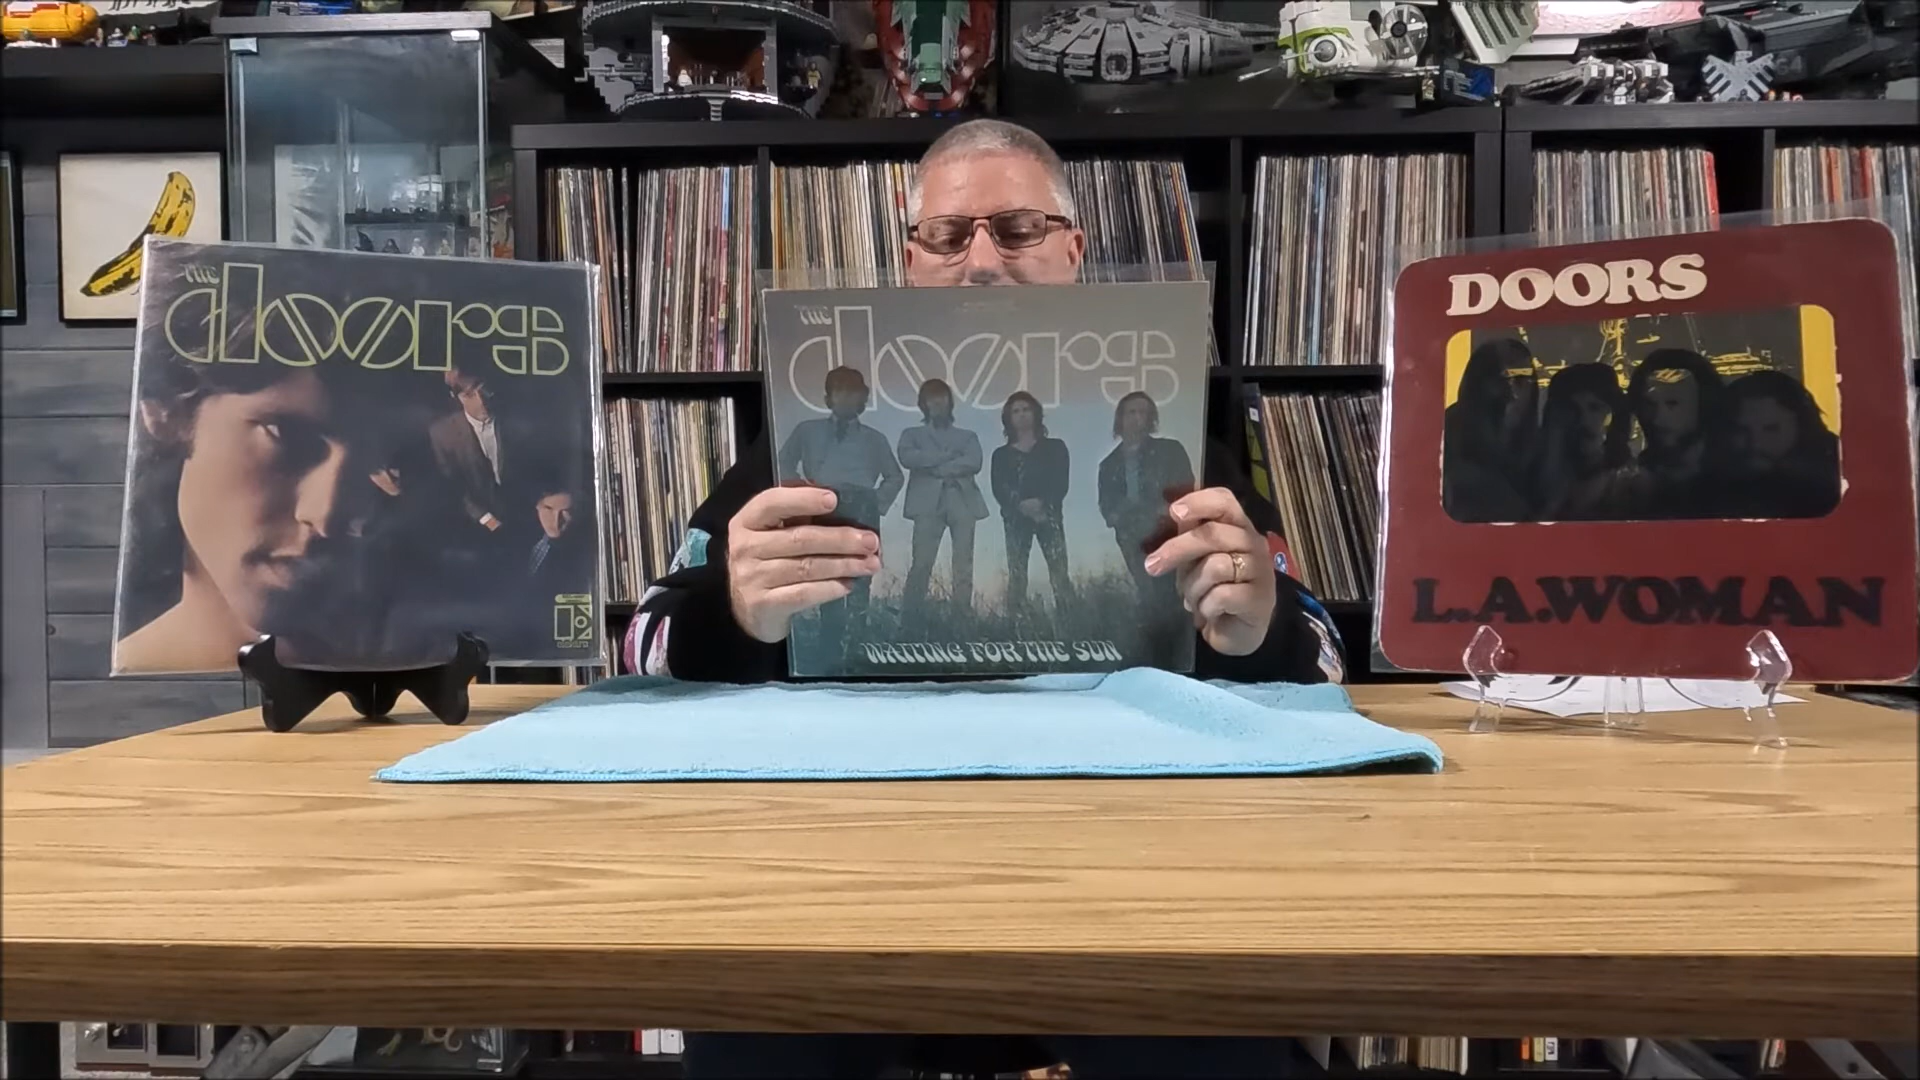 THE
doors
THE
doors
WAITING FOR THE SUN
DOORS
L.A.WOMAN